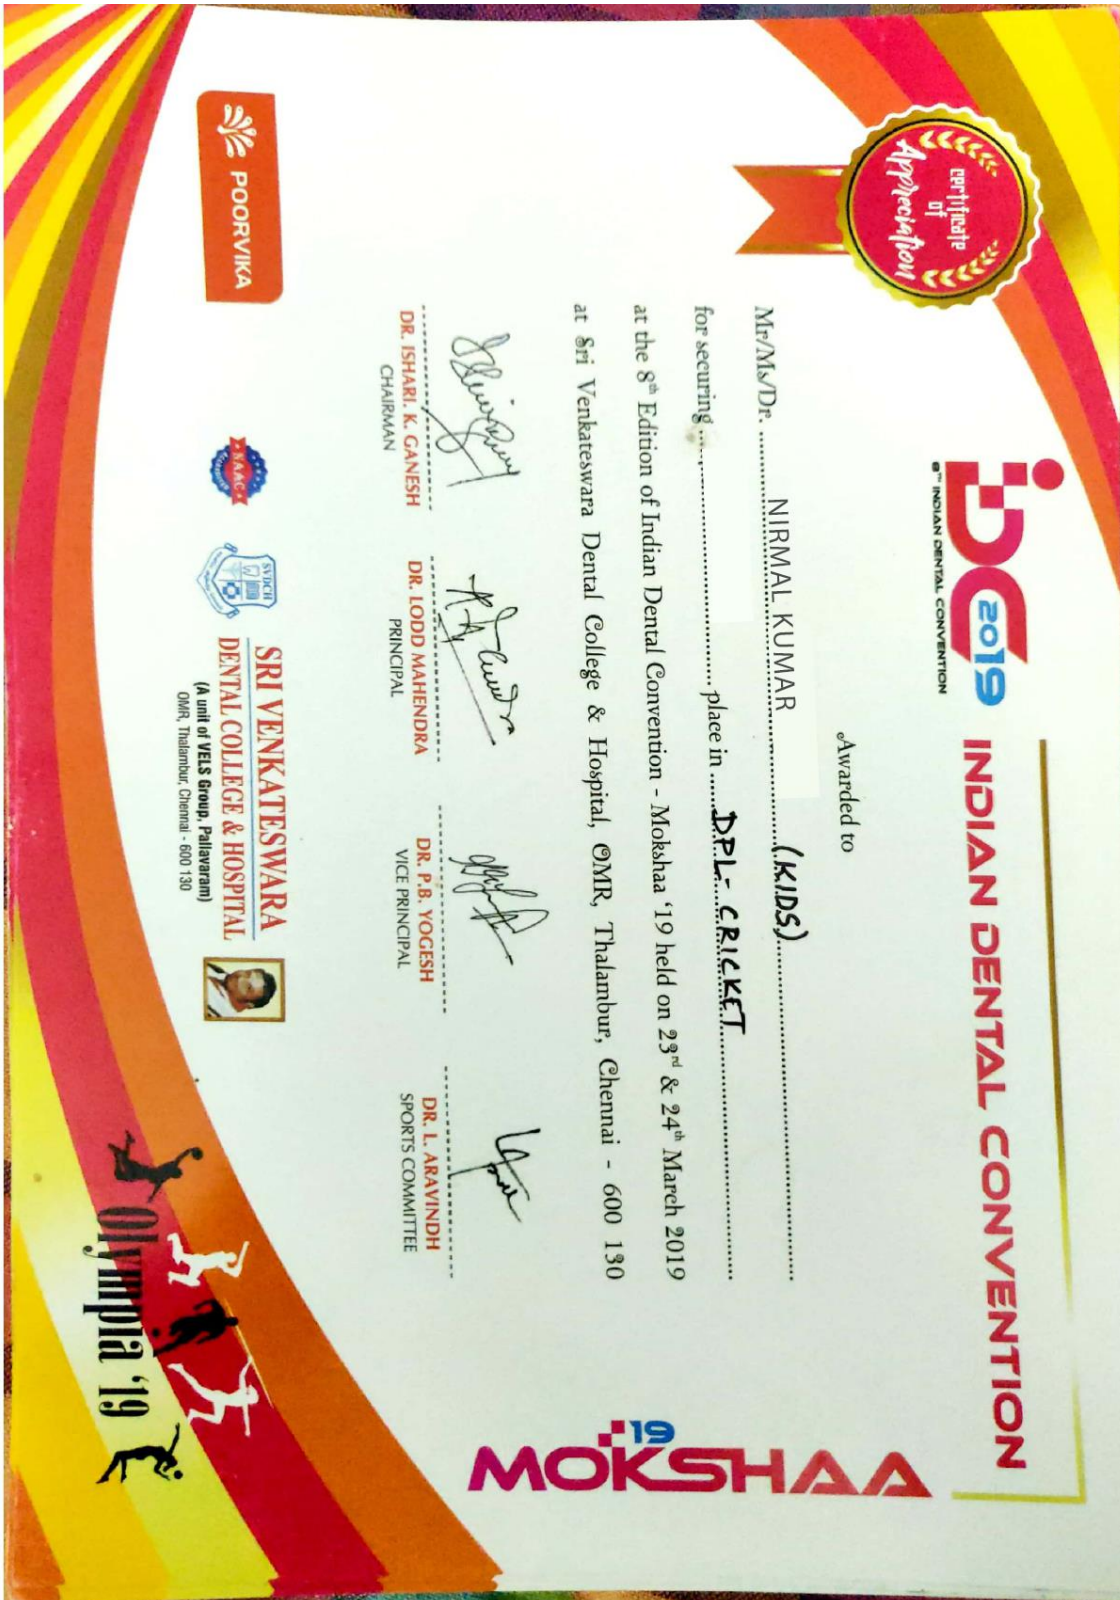 certificate
of
Appreciation
IDC 2019
8TH INDIAN DENTAL CONVENTION
INDIAN DENTAL CONVENTION
'19
MOKSHAA
Awarded to
Mr/Ms/Dr. NIRMAL KUMAR (KIDS)
for securing place in DPL - CRICKET
at the 8th Edition of Indian Dental Convention - Mokshaa '19 held on 23rd & 24th March 2019
at Sri Venkateswara Dental College & Hospital, OMR, Thalambur, Chennai - 600 130
DR. ISHARI. K. GANESH
CHAIRMAN
DR. LODD MAHENDRA
PRINCIPAL
DR. P.B. YOGESH
VICE PRINCIPAL
DR. L. ARAVINDH
SPORTS COMMITTEE
POORVIKA
NAAC
SVDCH
SRI VENKATESWARA
DENTAL COLLEGE & HOSPITAL
(A unit of VELS Group, Pallavaram)
OMR, Thalambur, Chennai - 600 130
Olympia '19